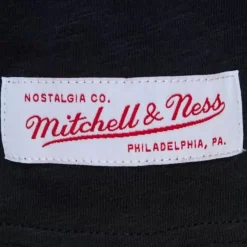 NOSTALGIA CO.
Mitchell & Ness
PHILADELPHIA, PA.